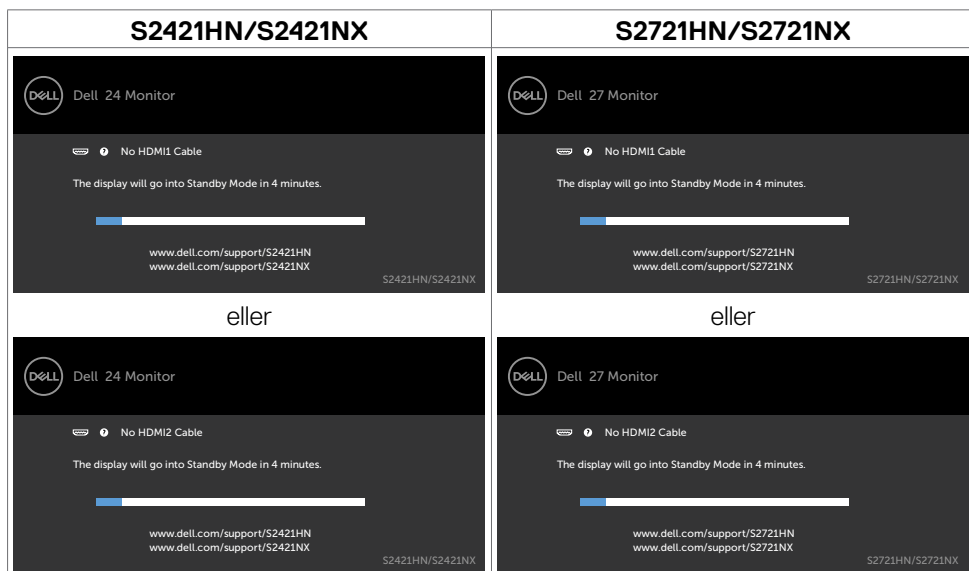 S2421HN/S2421NX
S2721HN/S2721NX
DELL
Dell 24 Monitor
No HDMI1 Cable
The display will go into Standby Mode in 4 minutes.
www.dell.com/support/S2421HN
www.dell.com/support/S2421NX
S2421HN/S2421NX
DELL
Dell 27 Monitor
No HDMI1 Cable
The display will go into Standby Mode in 4 minutes.
www.dell.com/support/S2721HN
www.dell.com/support/S2721NX
S2721HN/S2721NX
eller
eller
DELL
Dell 24 Monitor
No HDMI2 Cable
The display will go into Standby Mode in 4 minutes.
www.dell.com/support/S2421HN
www.dell.com/support/S2421NX
S2421HN/S2421NX
DELL
Dell 27 Monitor
No HDMI2 Cable
The display will go into Standby Mode in 4 minutes.
www.dell.com/support/S2721HN
www.dell.com/support/S2721NX
S2721HN/S2721NX